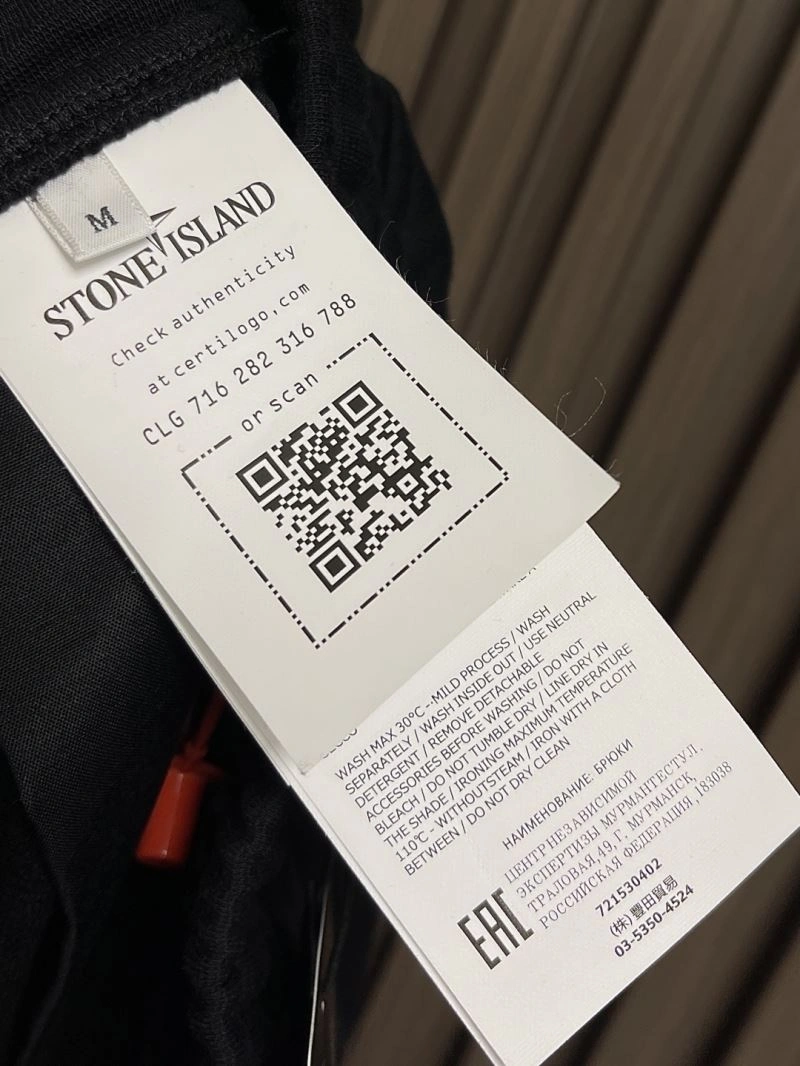 M
STONE ISLAND
Check authenticity
at certilogo.com
CLG 716 282 316 788
or scan
WASH MAX 30°C - MILD PROCESS / WASH
SEPARATELY / WASH INSIDE OUT / USE NEUTRAL
DETERGENT / REMOVE DETACHABLE
ACCESSORIES BEFORE WASHING / DO NOT
BLEACH / DO NOT TUMBLE DRY / LINE DRY IN
THE SHADE / IRONING MAXIMUM TEMPERATURE
110°C - WITHOUTSTEAM / IRON WITH A CLOTH
BETWEEN / DO NOT DRY CLEAN
НАИМЕНОВАНИЕ: БРЮКИ
ЦЕНТР НЕЗАВИСИМОЙ
ЭКСПЕРТИЗЫ МУРМАНТЕСТ УЛ.
ТРАЛОВАЯ, 49, Г. МУРМАНСК,
РОССИЙСКАЯ ФЕДЕРАЦИЯ, 183038
EAC
721530402
(株) 豐田貿易
03-5350-4524